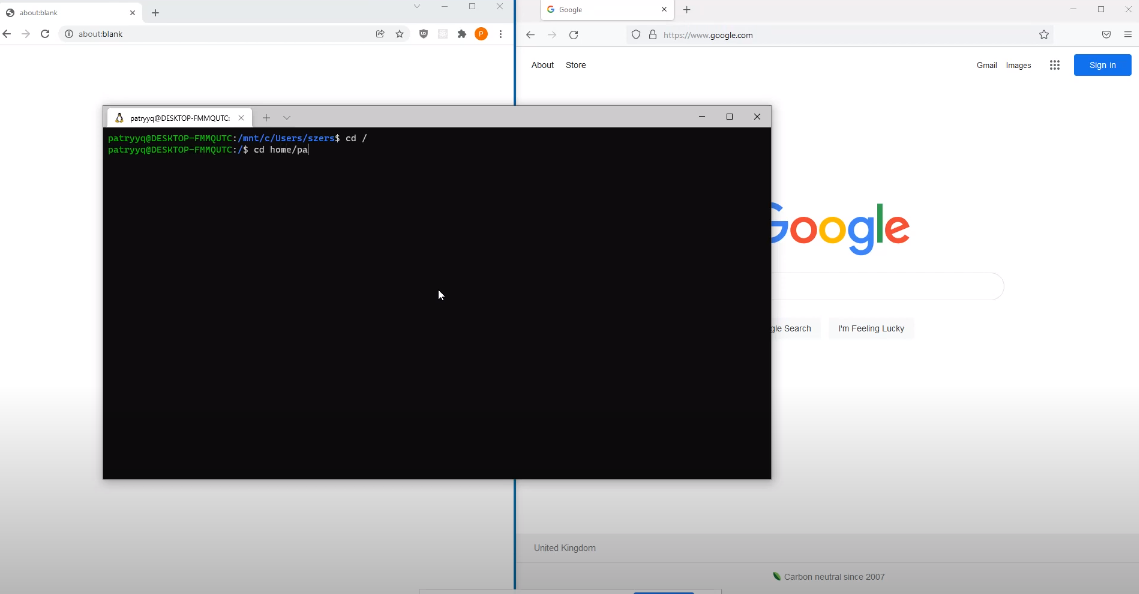 about:blank
about:blank
P
Google
https://www.google.com
About Store
Gmail Images
Sign in
patryyq@DESKTOP-FMMQUTC:
patryyq@DESKTOP-FMMQUTC:/mnt/c/Users/szers$ cd /
patryyq@DESKTOP-FMMQUTC:/$ cd home/pa
Google
gle Search
I'm Feeling Lucky
United Kingdom
Carbon neutral since 2007